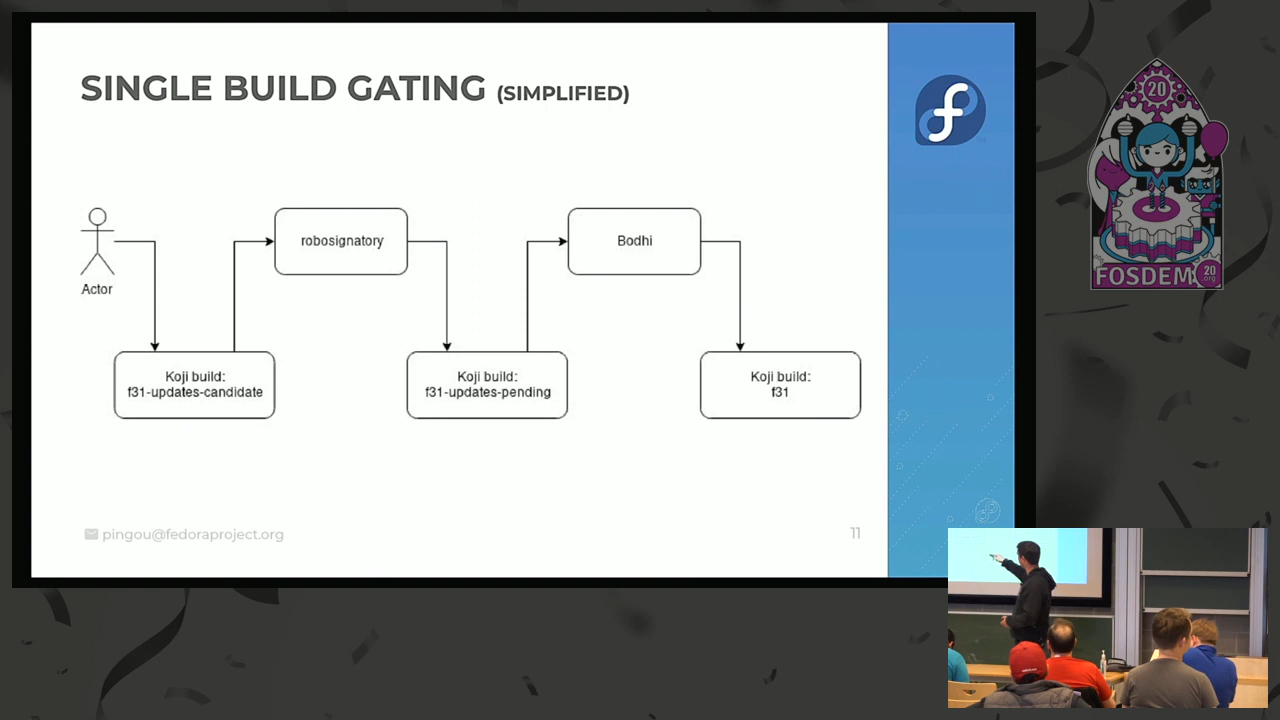 SINGLE BUILD GATING (SIMPLIFIED)
robosignatory
Bodhi
Actor
Koji build:
f31-updates-candidate
Koji build:
f31-updates-pending
Koji build:
f31
pingou@fedoraproject.org
11
20
FOSDEM
20
.org